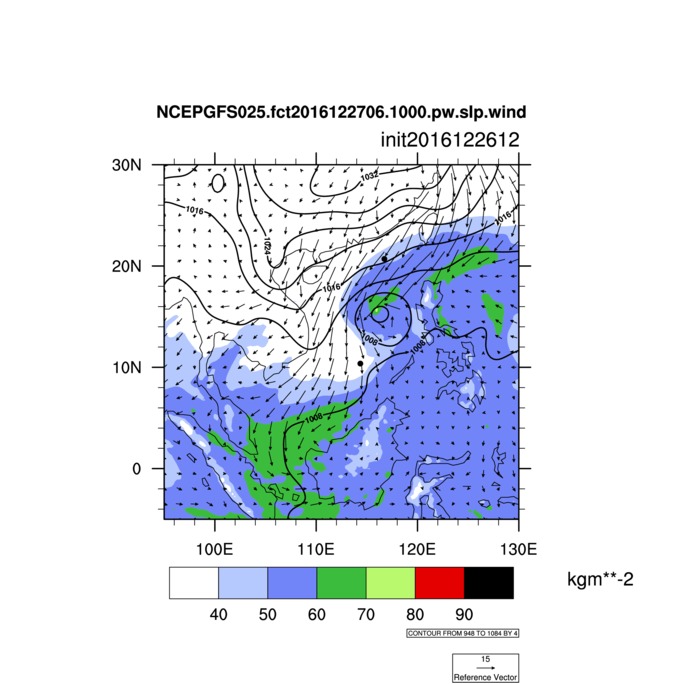 NCEPGFS025.fct2016122706.1000.pw.slp.wind
init2016122612
30N
20N
10N
0
1032
1016
1024
1016
1016
1008
1008
1008
100E 110E 120E 130E
40 50 60 70 80 90
kgm**-2
CONTOUR FROM 948 TO 1084 BY 4
15
Reference Vector